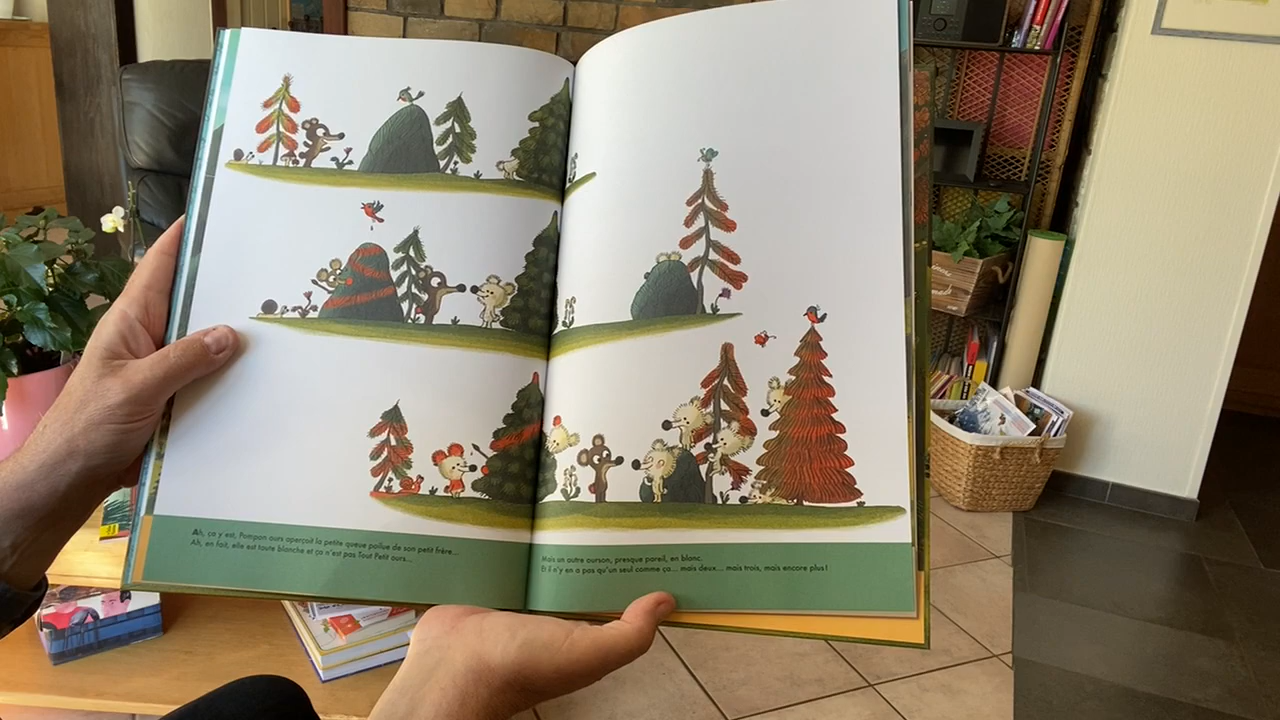 Ah, ça y est, Pompon ours aperçoit la petite queue poilue de son petit frère...
Ah, en fait, elle est toute blanche et ça n'est pas Tout Petit ours...
Mais un autre ourson, presque pareil, en blanc.
Et il n'y en a pas qu'un seul comme ça... mais deux... mais trois, mais encore plus!